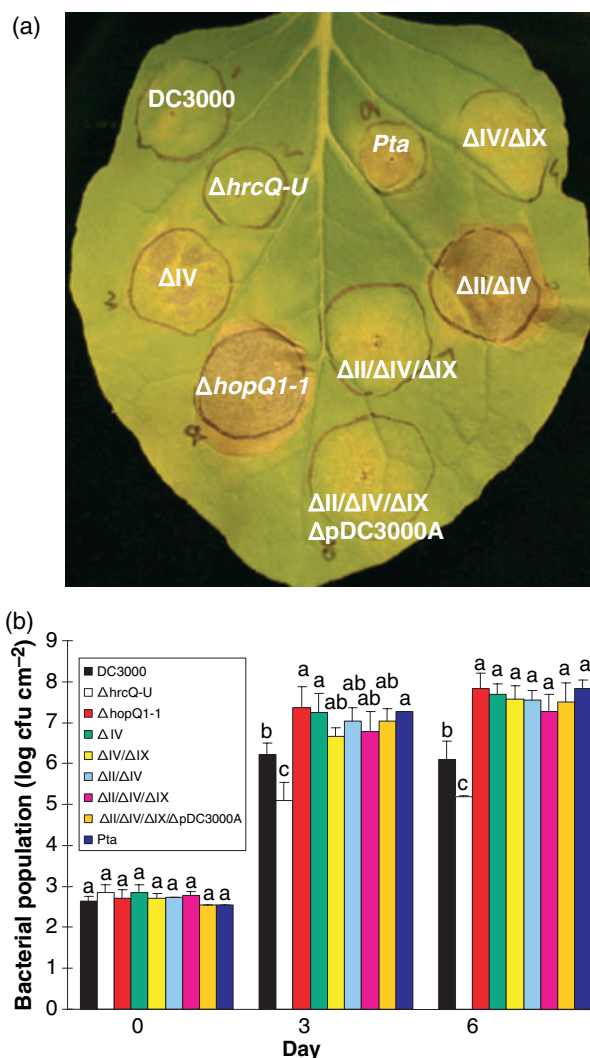 (a)
DC3000
Pta
ΔIV/ΔIX
ΔhrcQ-U
ΔIV
ΔII/ΔIV
ΔhopQ1-1
ΔII/ΔIV/ΔIX
ΔII/ΔIV/ΔIX
ΔpDC3000A
(b)
Bacterial population (log cfu cm⁻²)
9
8
7
6
5
4
3
2
1
0
DC3000
ΔhrcQ-U
ΔhopQ1-1
Δ IV
ΔIV/ΔIX
ΔII/ΔIV
ΔII/ΔIV/ΔIX
ΔII/ΔIV/ΔIX/ΔpDC3000A
Pta
a a a a a a a a a
b c a a ab ab ab ab a
b c a a a a a a a
0 3 6
Day